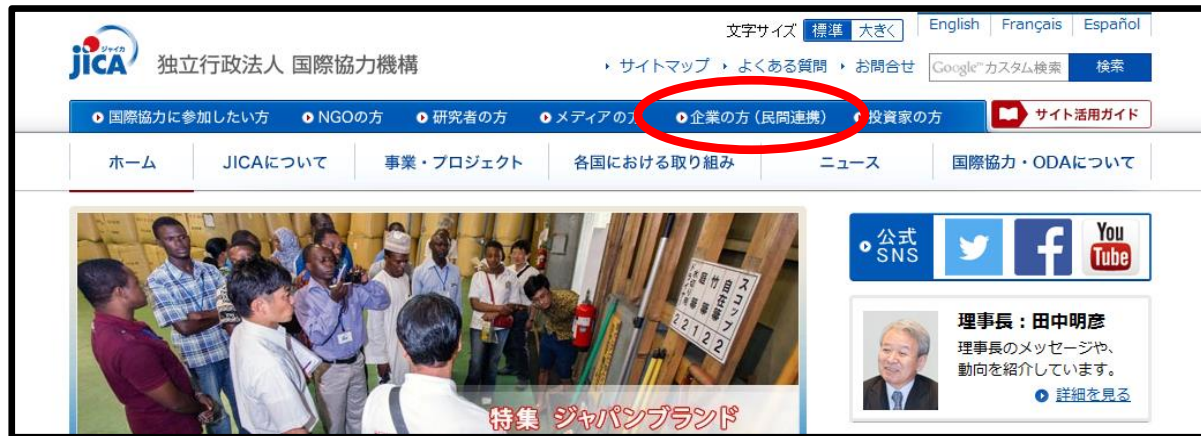 文字サイズ 標準 大きく English Français Español
ジャイカ
JICA 独立行政法人 国際協力機構
サイトマップ よくある質問 お問合せ Google カスタム検索 検索
国際協力に参加したい方 NGOの方 研究者の方 メディアの方 企業の方(民間連携) 投資家の方 サイト活用ガイド
ホーム JICAについて 事業・プロジェクト 各国における取り組み ニュース 国際協力・ODAについて
公式
SNS
You
Tube
スコップ 22
自在箒 22
竹箒 1
特集 ジャパンブランド
理事長：田中明彦
理事長のメッセージや、
動向を紹介しています。
詳細を見る